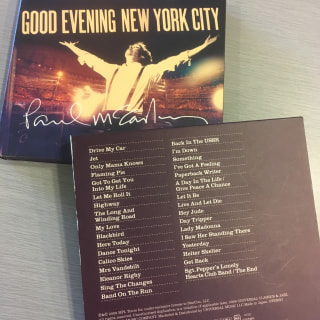 GOOD EVENING NEW YORK CITY
Paul McCartney
Drive My Car
Jet
Only Mama Knows
Flaming Pie
Got To Get You
Into My Life
Let Me Roll It
Highway
The Long And
Winding Road
My Love
Blackbird
Here Today
Dance Tonight
Calico Skies
Mrs Vandebilt
Eleanor Rigby
Sing The Changes
Band On The Run
Back In The USSR
I'm Down
Something
I've Got A Feeling
Paperback Writer
A Day In The Life /
Give Peace A Chance
Let It Be
Live And Let Die
Hey Jude
Day Tripper
Lady Madonna
I Saw Her Standing There
Yesterday
Helter Skelter
Get Back
Sgt.Pepper's Lonely
Hearts Club Band / The End